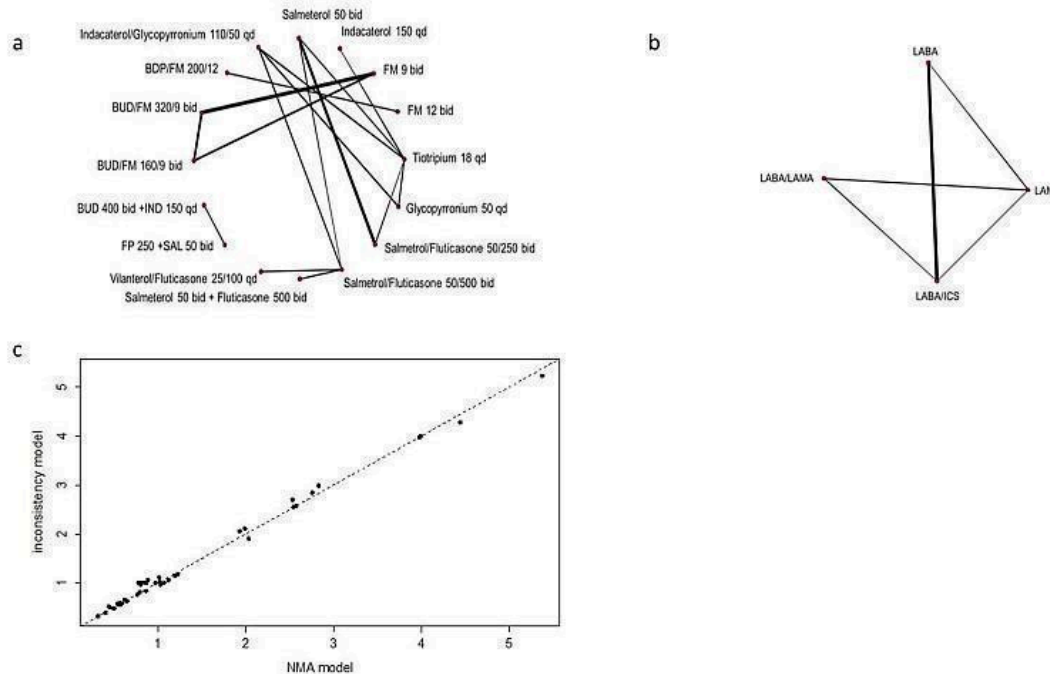 a
Salmeterol 50 bid
Indacaterol/Glycopyrronium 110/50 qd
Indacaterol 150 qd
BDP/FM 200/12
FM 9 bid
BUD/FM 320/9 bid
FM 12 bid
Tiotripium 18 qd
BUD/FM 160/9 bid
BUD 400 bid +IND 150 qd
Glycopyrronium 50 qd
FP 250 +SAL 50 bid
Salmetrol/Fluticasone 50/250 bid
Vilanterol/Fluticasone 25/100 qd
Salmetrol/Fluticasone 50/500 bid
Salmeterol 50 bid + Fluticasone 500 bid
b
LABA
LABA/LAMA
LABA/ICS
c
inconsistency model
5
4
3
2
1
1 2 3 4 5
NMA model